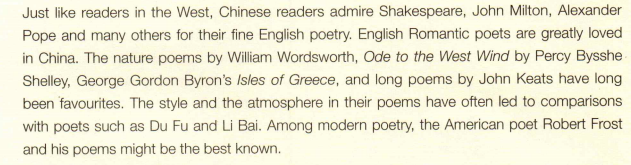 Just like readers in the West, Chinese readers admire Shakespeare, John Milton, Alexander
Pope and many others for their fine English poetry. English Romantic poets are greatly loved
in China. The nature poems by William Wordsworth, Ode to the West Wind by Percy Bysshe
Shelley, George Gordon Byron's Isles of Greece, and long poems by John Keats have long
been favourites. The style and the atmosphere in their poems have often led to comparisons
with poets such as Du Fu and Li Bai. Among modern poetry, the American poet Robert Frost
and his poems might be the best known.